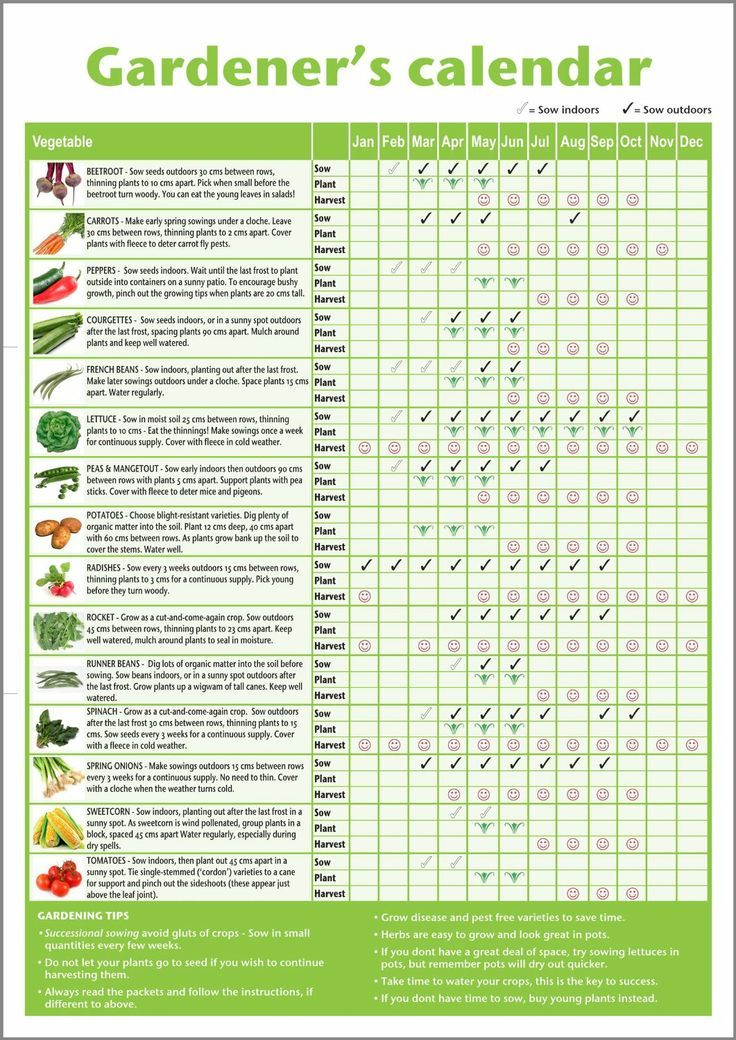 Gardener's calendar
✓= Sow indoors ✓= Sow outdoors
Vegetable Jan Feb Mar Apr May Jun Jul Aug Sep Oct Nov Dec
BEETROOT - Sow seeds outdoors 30 cms between rows,
thinning plants to 10 cms apart. Pick when small before the
beetroot turn woody. You can eat the young leaves in salads!
Sow
Plant
Harvest
CARROTS - Make early spring sowings under a cloche. Leave
30 cms between rows, thinning plants to 2 cms apart. Cover
plants with fleece to deter carrot fly pests.
Sow
Plant
Harvest
PEPPERS - Sow seeds indoors. Wait until the last frost to plant
outside into containers on a sunny patio. To encourage bushy
growth, pinch out the growing tips when plants are 20 cms tall.
Sow
Plant
Harvest
COURGETTES - Sow seeds indoors, or in a sunny spot outdoors
after the last frost, spacing plants 90 cms apart. Mulch around
plants and keep well watered.
Sow
Plant
Harvest
FRENCH BEANS - Sow indoors, planting out after the last frost.
Make later sowings outdoors under a cloche. Space plants 15 cms
apart. Water regularly.
Sow
Plant
Harvest
LETTUCE - Sow in moist soil 25 cms between rows, thinning
plants to 10 cms - Eat the thinnings! Make sowings once a week
for continuous supply. Cover with fleece in cold weather.
Sow
Plant
Harvest
PEAS & MANGETOUT - Sow early indoors then outdoors 90 cms
between rows with plants 5 cms apart. Support plants with pea
sticks. Cover with fleece to deter mice and pigeons.
Sow
Plant
Harvest
POTATOES - Choose blight-resistant varieties. Dig plenty of
organic matter into the soil. Plant 12 cms deep, 40 cms apart
with 60 cms between rows. As plants grow bank up the soil to
cover the stems. Water well.
Sow
Plant
Harvest
RADISHES - Sow every 3 weeks outdoors 15 cms between rows,
thinning plants to 3 cms for a continuous supply. Pick young
before they turn woody.
Sow
Plant
Harvest
ROCKET - Grow as a cut-and-come-again crop. Sow outdoors
45 cms between rows, thinning plants to 23 cms apart. Keep
well watered, mulch around plants to seal in moisture.
Sow
Plant
Harvest
RUNNER BEANS - Dig lots of organic matter into the soil before
sowing. Sow beans indoors, or in a sunny spot outdoors after
the last frost. Grow plants up a wigwam of tall canes. Keep well
watered.
Sow
Plant
Harvest
SPINACH - Grow as a cut-and-come-again crop. Sow outdoors
after the last frost 30 cms between rows, thinning plants to 15
cms. Sow seeds every 3 weeks for a continuous supply. Cover
with a fleece in cold weather.
Sow
Plant
Harvest
SPRING ONIONS - Make sowings outdoors 15 cms between rows
every 3 weeks for a continuous supply. No need to thin. Cover
with a cloche when the weather turns cold.
Sow
Plant
Harvest
SWEETCORN - Sow indoors, planting out after the last frost in a
sunny spot. As sweetcorn is wind pollenated, group plants in a
block, spaced 45 cms apart Water regularly, especially during
dry spells.
Sow
Plant
Harvest
TOMATOES - Sow indoors, then plant out 45 cms apart in a
sunny spot. Tie single-stemmed ('cordon') varieties to a cane
for support and pinch out the sideshoots (these appear just
above the leaf joint).
Sow
Plant
Harvest
GARDENING TIPS
• Successional sowing avoid gluts of crops - Sow in small
quantities every few weeks.
• Do not let your plants go to seed if you wish to continue
harvesting them.
• Always read the packets and follow the instructions, if
different to above.
• Grow disease and pest free varieties to save time.
• Herbs are easy to grow and look great in pots.
• If you dont have a great deal of space, try sowing lettuces in
pots, but remember pots will dry out quicker.
• Take time to water your crops, this is the key to success.
• If you dont have time to sow, buy young plants instead.